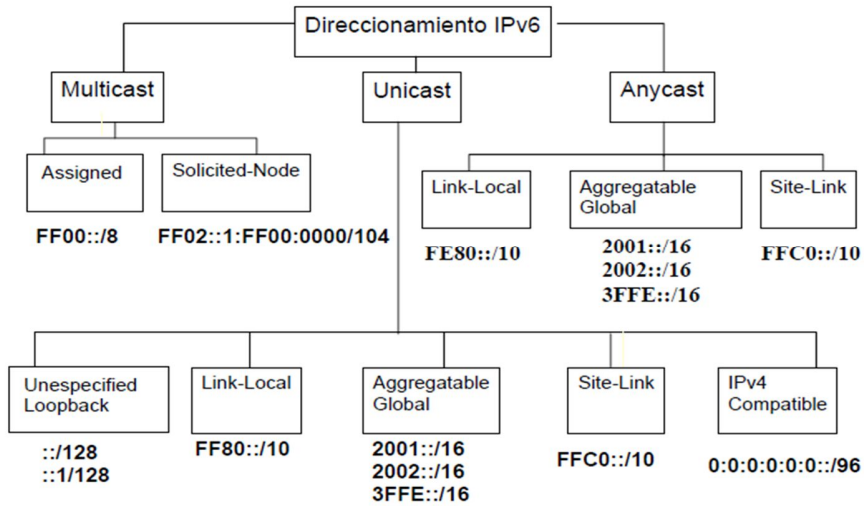 Direccionamiento IPv6
Multicast
Unicast
Anycast
Assigned
Solicited-Node
FF00::/8
FF02::1:FF00:0000/104
Link-Local
Aggregatable
Global
Site-Link
FE80::/10
2001::/16
2002::/16
3FFE::/16
FFC0::/10
Unespecified
Loopback
Link-Local
Aggregatable
Global
Site-Link
IPv4
Compatible
::/128
::1/128
FF80::/10
2001::/16
2002::/16
3FFE::/16
FFC0::/10
0:0:0:0:0:0::/96